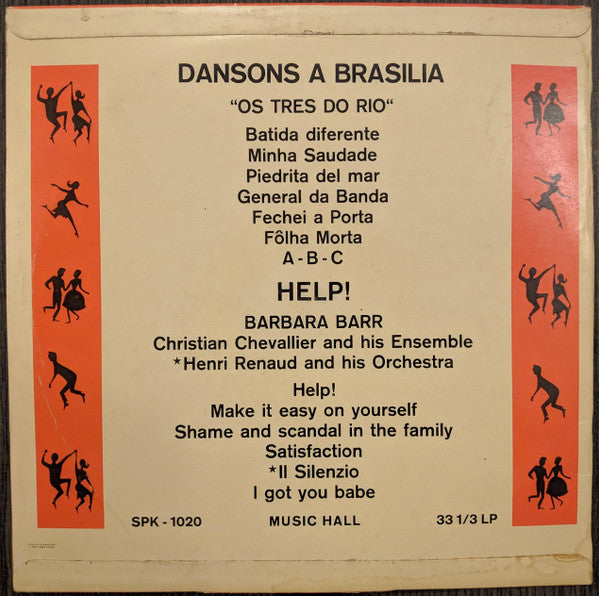 DANSONS A BRASILIA
“OS TRES DO RIO“
Batida diferente
Minha Saudade
Piedrita del mar
General da Banda
Fechei a Porta
Fôlha Morta
A - B - C
HELP!
BARBARA BARR
Christian Chevallier and his Ensemble
*Henri Renaud and his Orchestra
Help!
Make it easy on yourself
Shame and scandal in the family
Satisfaction
*Il Silenzio
I got you babe
SPK - 1020 MUSIC HALL 33 1/3 LP